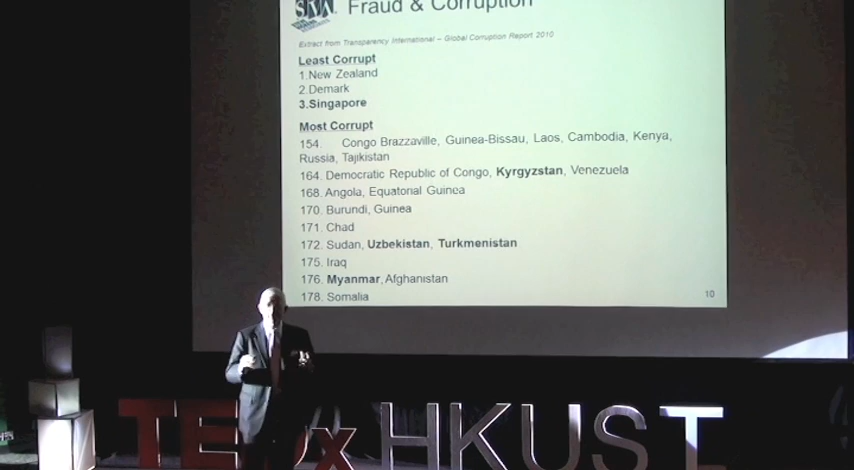 SIVA Fraud & Corruption
Extract from Transparency International – Global Corruption Report 2010
Least Corrupt
1.New Zealand
2.Demark
3.Singapore
Most Corrupt
154. Congo Brazzaville, Guinea-Bissau, Laos, Cambodia, Kenya,
Russia, Tajikistan
164. Democratic Republic of Congo, Kyrgyzstan, Venezuela
168. Angola, Equatorial Guinea
170. Burundi, Guinea
171. Chad
172. Sudan, Uzbekistan, Turkmenistan
175. Iraq
176. Myanmar, Afghanistan
178. Somalia
10
TEDx HKUST